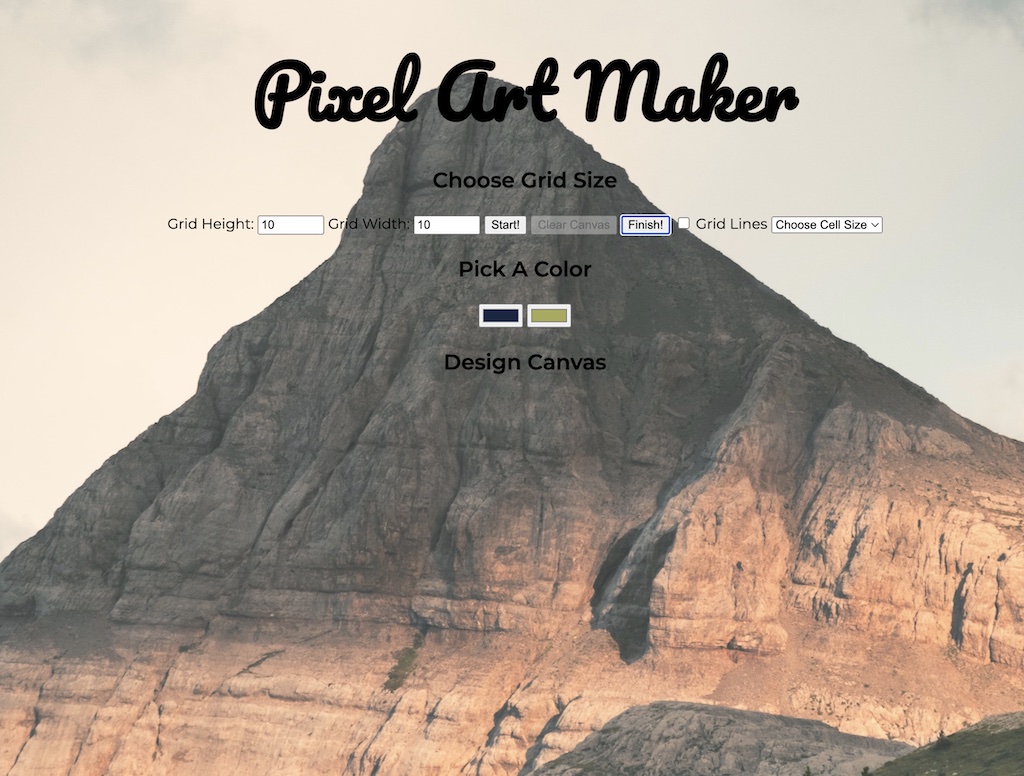 Pixel Art Maker
Choose Grid Size
Grid Height: 10 Grid Width: 10 Start! Clear Canvas Finish! Grid Lines Choose Cell Size
Pick A Color
Design Canvas